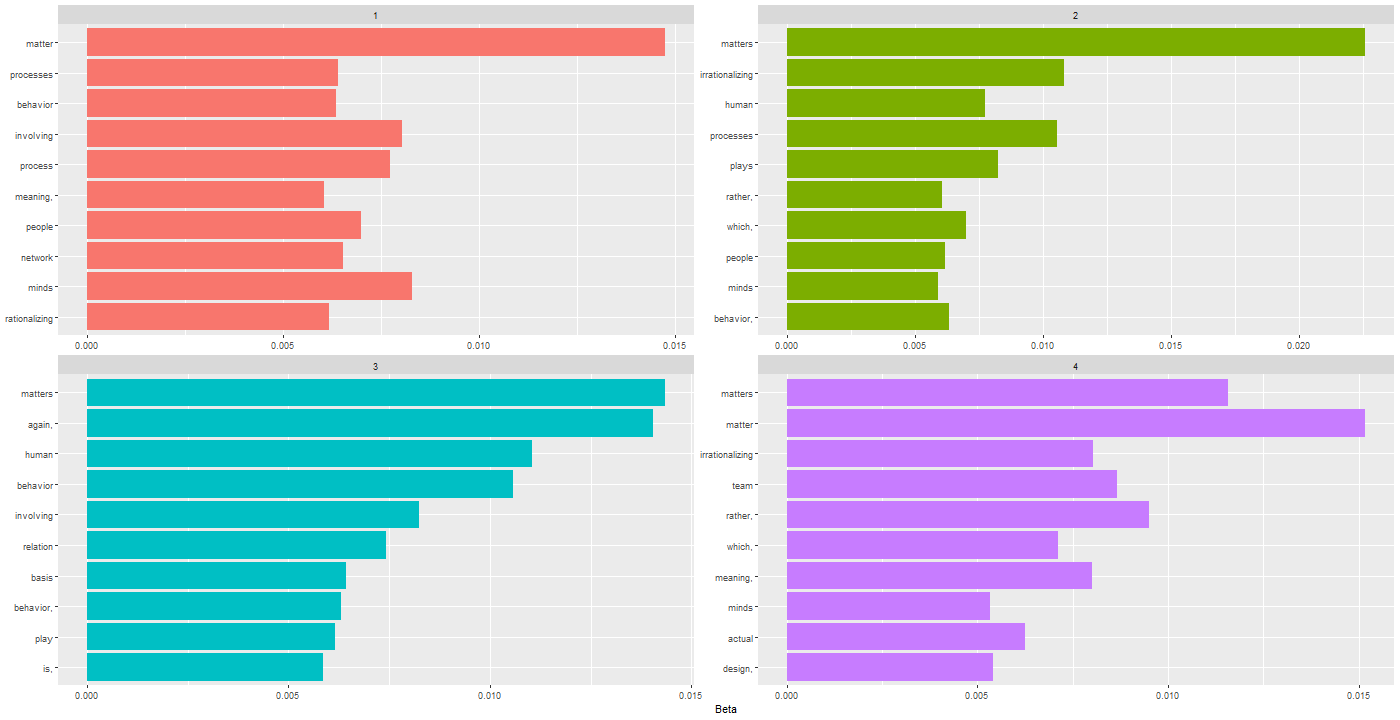 1
matter
processes
behavior
involving
process
meaning,
people
network
minds
rationalizing
0.000 0.005 0.010 0.015
2
matters
irrationalizing
human
processes
plays
rather,
which,
people
minds
behavior,
0.000 0.005 0.010 0.015 0.020
3
matters
again,
human
behavior
involving
relation
basis
behavior,
play
is,
0.000 0.005 0.010 0.015
4
matters
matter
irrationalizing
team
rather,
which,
meaning,
minds
actual
design,
0.000 0.005 0.010 0.015
Beta